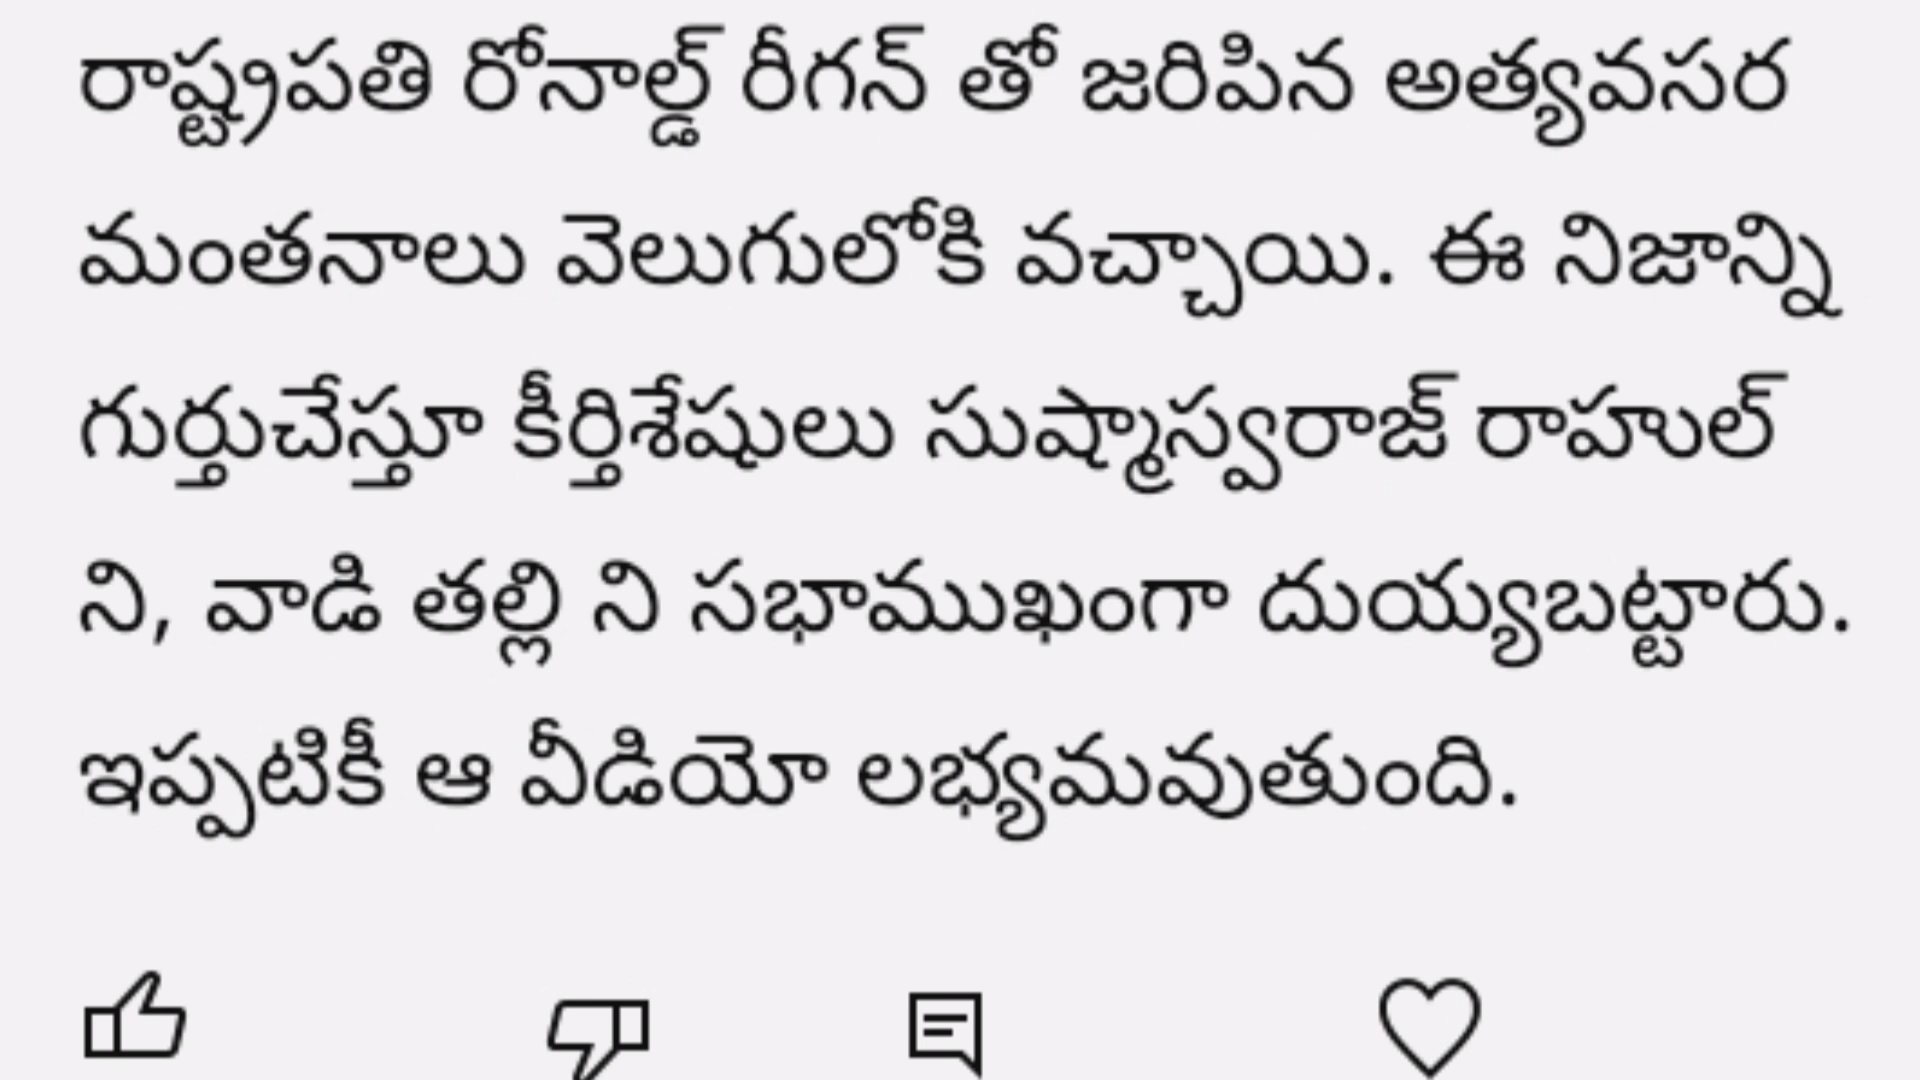 రాష్ట్రపతి రోనాల్డ్ రీగన్ తో జరిపిన అత్యవసర
మంతనాలు వెలుగులోకి వచ్చాయి. ఈ నిజాన్ని
గుర్తుచేస్తూ కీర్తిశేషులు సుష్మాస్వరాజ్ రాహుల్
ని, వాడి తల్లి ని సభాముఖంగా దుయ్యబట్టారు.
ఇప్పటికీ ఆ వీడియో లభ్యమవుతుంది.